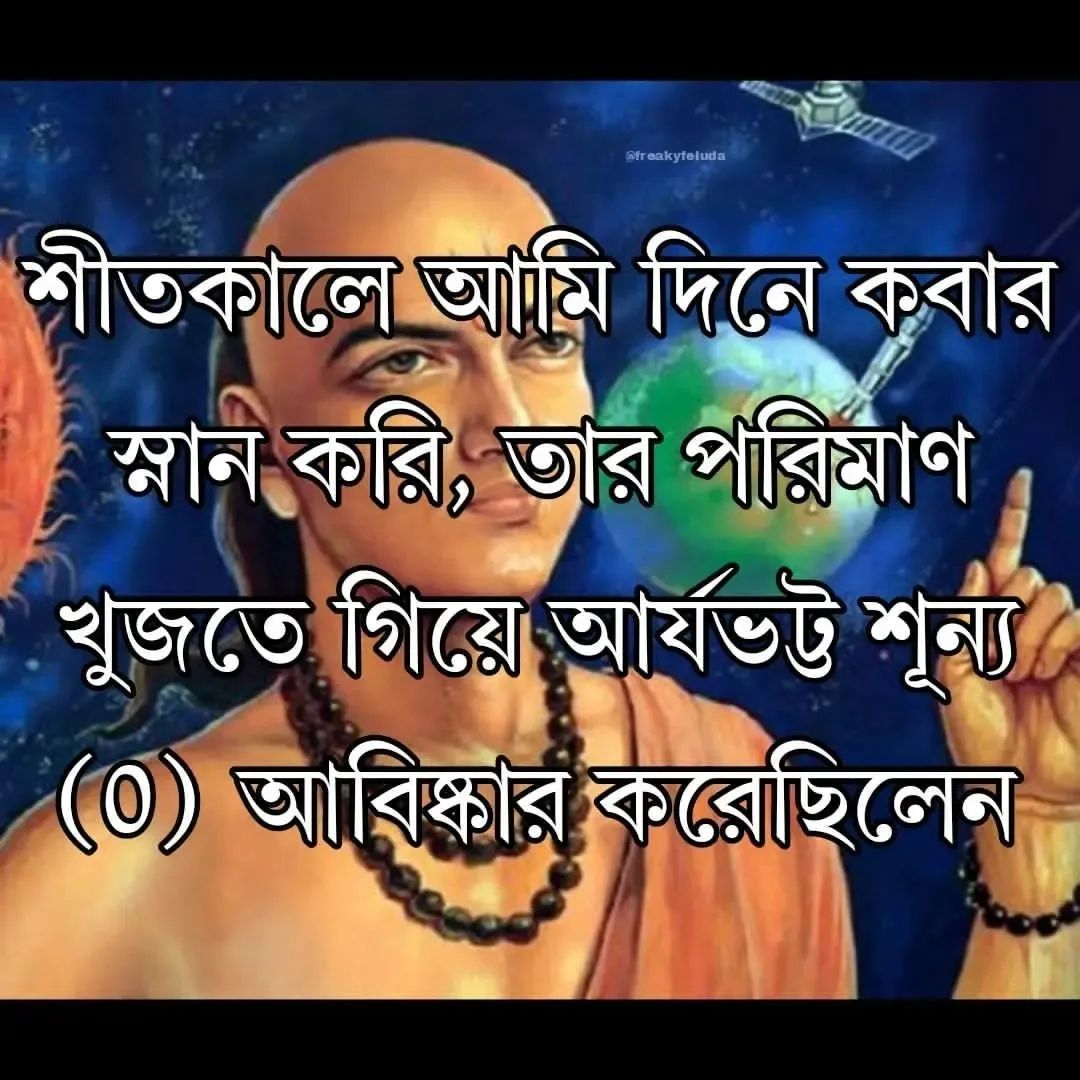 @freakyfeluda
শীতকালে আমি দিনে কবার
স্নান করি, তার পরিমাণ
খুজতে গিয়ে আর্যভট্ট শূন্য
(0) আবিষ্কার করেছিলেন